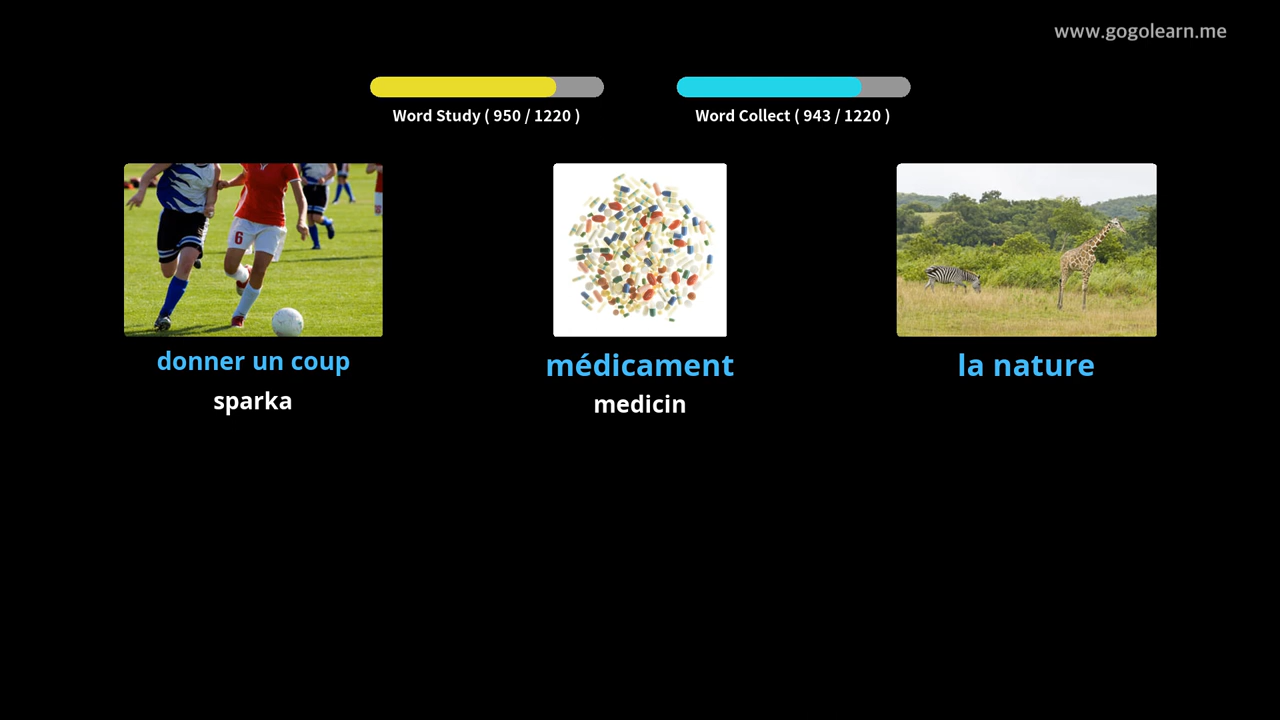 www.gogolearn.me
Word Study ( 950 / 1220 )
Word Collect ( 943 / 1220 )
6
donner un coup
médicament
la nature
sparka
medicin